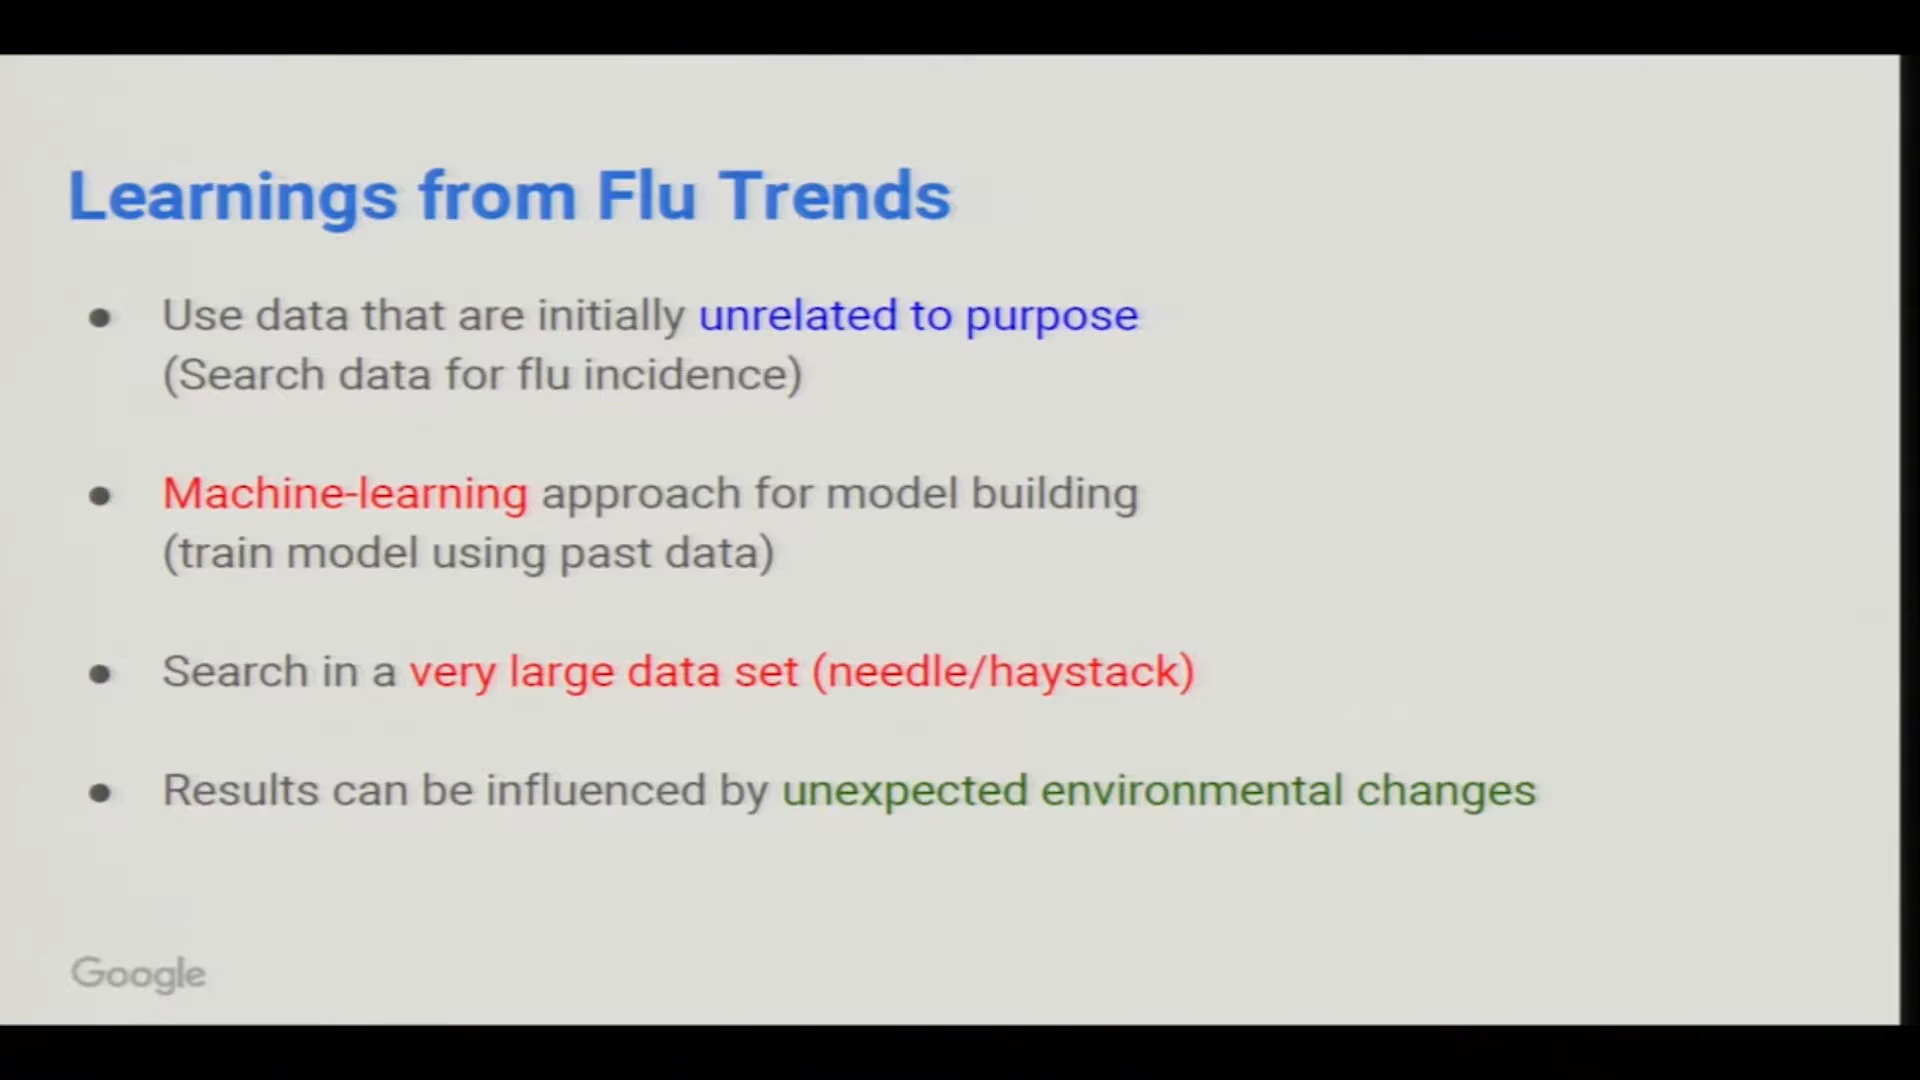 Learnings from Flu Trends
● Use data that are initially unrelated to purpose
(Search data for flu incidence)
● Machine-learning approach for model building
(train model using past data)
● Search in a very large data set (needle/haystack)
● Results can be influenced by unexpected environmental changes
Google